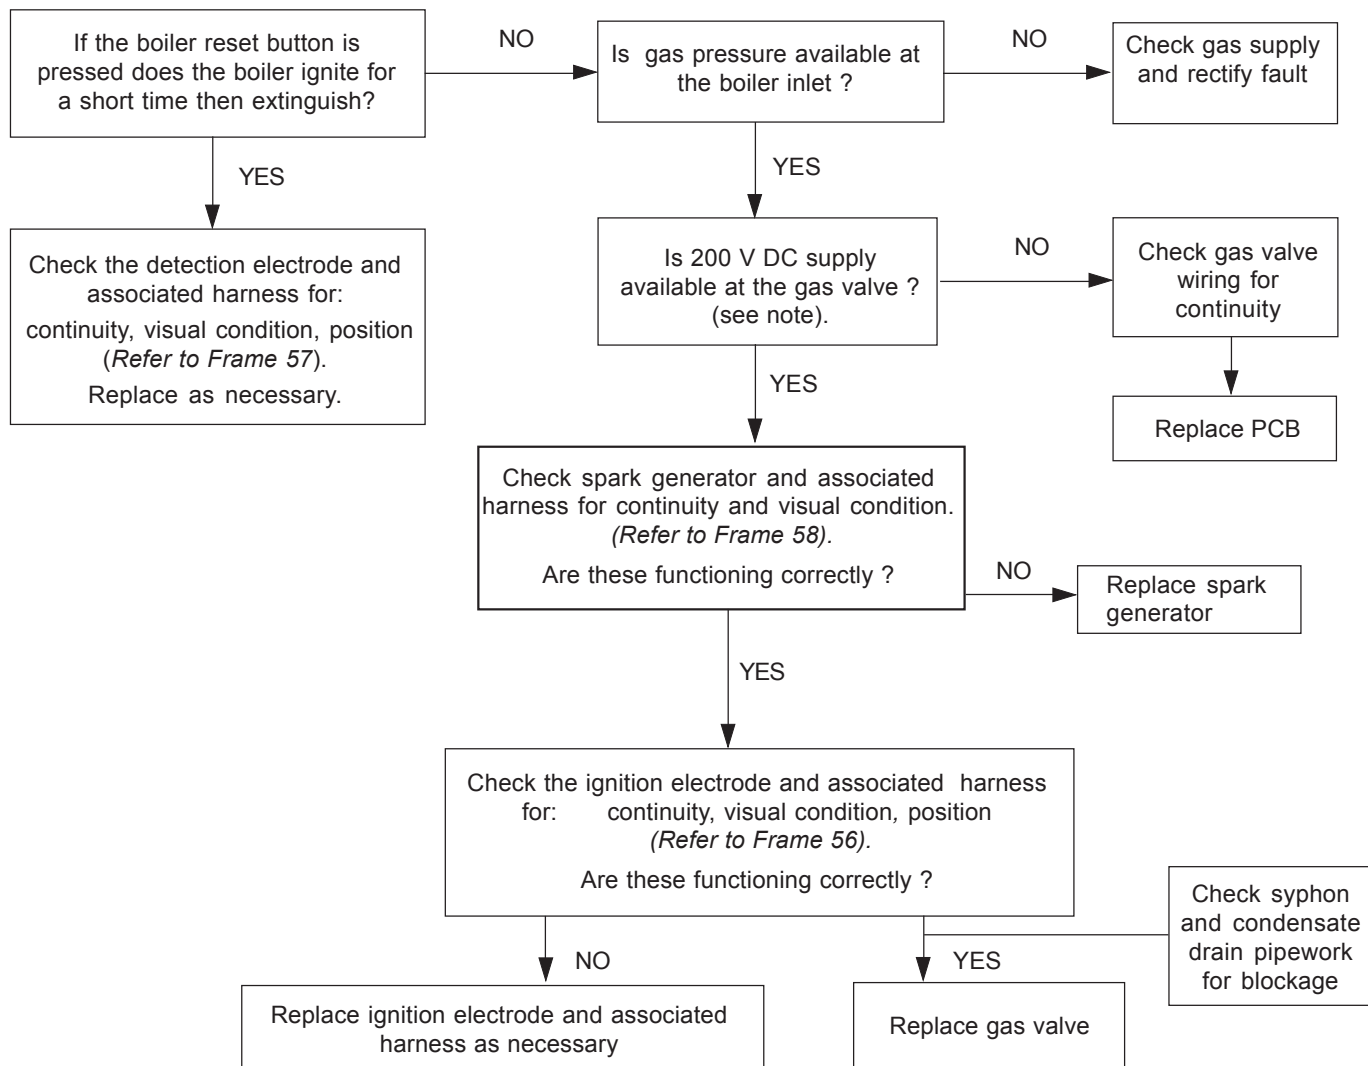 If the boiler reset button is
pressed does the boiler ignite for
a short time then extinguish?
NO
Is gas pressure available at
the boiler inlet ?
NO
Check gas supply
and rectify fault
YES
YES
Check the detection electrode and
associated harness for:
continuity, visual condition, position
(Refer to Frame 57).
Replace as necessary.
Is 200 V DC supply
available at the gas valve ?
(see note).
NO
Check gas valve
wiring for
continuity
YES
Replace PCB
Check spark generator and associated
harness for continuity and visual condition.
(Refer to Frame 58).
Are these functioning correctly ?
NO
Replace spark
generator
YES
Check the ignition electrode and associated harness
for: continuity, visual condition, position
(Refer to Frame 56).
Are these functioning correctly ?
Check syphon
and condensate
drain pipework
for blockage
NO
YES
Replace ignition electrode and associated
harness as necessary
Replace gas valve